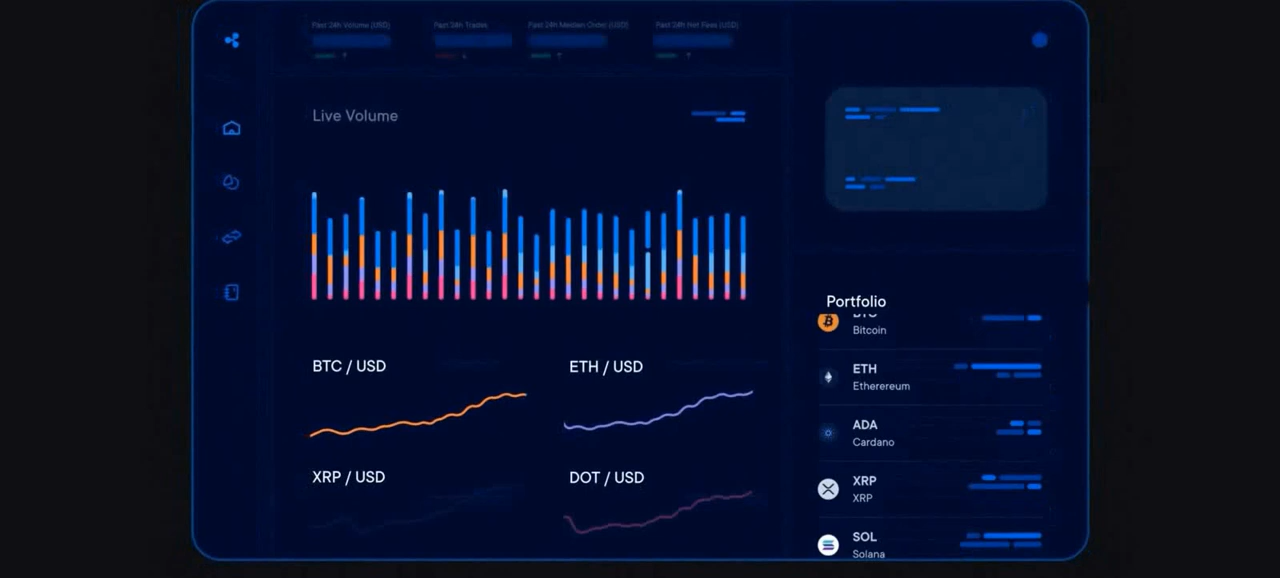 Past 24h Volume (USD)
Past 24h Trades
Past 24h Median Order (USD)
Past 24h Net Fees (USD)
Live Volume
BTC / USD
ETH / USD
XRP / USD
DOT / USD
Portfolio
BTC
Bitcoin
ETH
Etherereum
ADA
Cardano
XRP
XRP
SOL
Solana